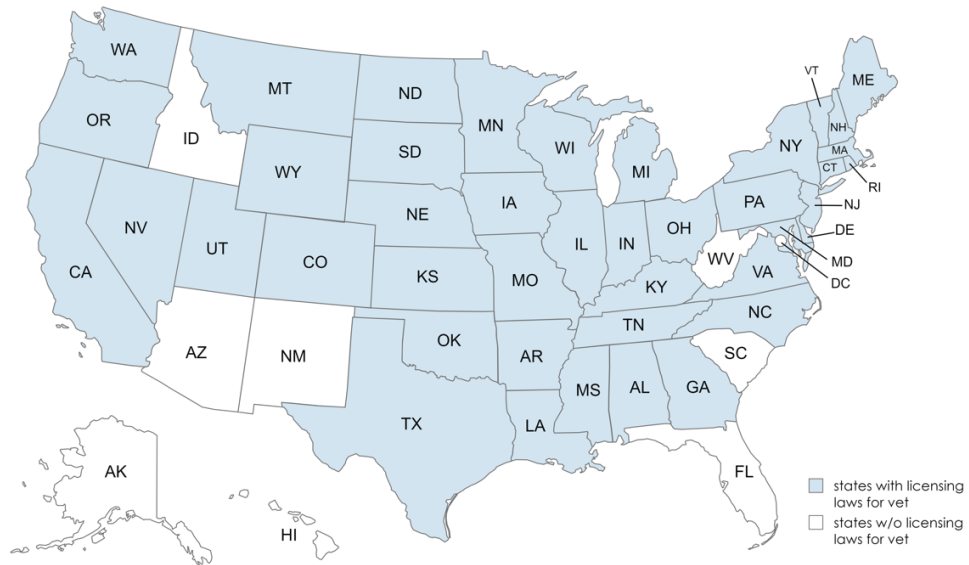 WA
MT
ND
MN
VT
ME
OR
ID
SD
WI
NH
NY
MA
WY
MI
CT
RI
IA
PA
NJ
NE
NV
OH
DE
UT
IL
IN
CA
CO
WV
MD
KS
MO
VA
DC
KY
NC
TN
OK
AZ
NM
AR
SC
MS
AL
GA
TX
LA
AK
FL
HI
states with licensing
laws for vet
states w/o licensing
laws for vet